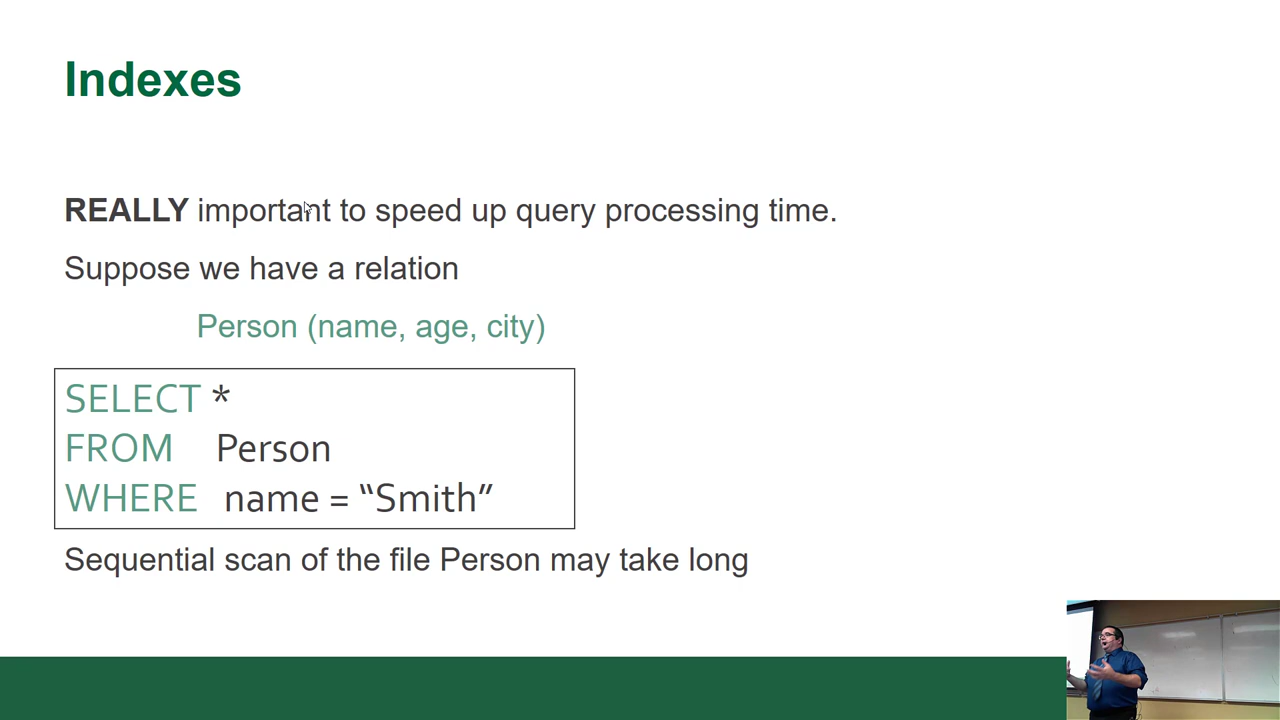 Indexes
REALLY important to speed up query processing time.
Suppose we have a relation
Person (name, age, city)
SELECT *
FROM Person
WHERE name = “Smith”
Sequential scan of the file Person may take long